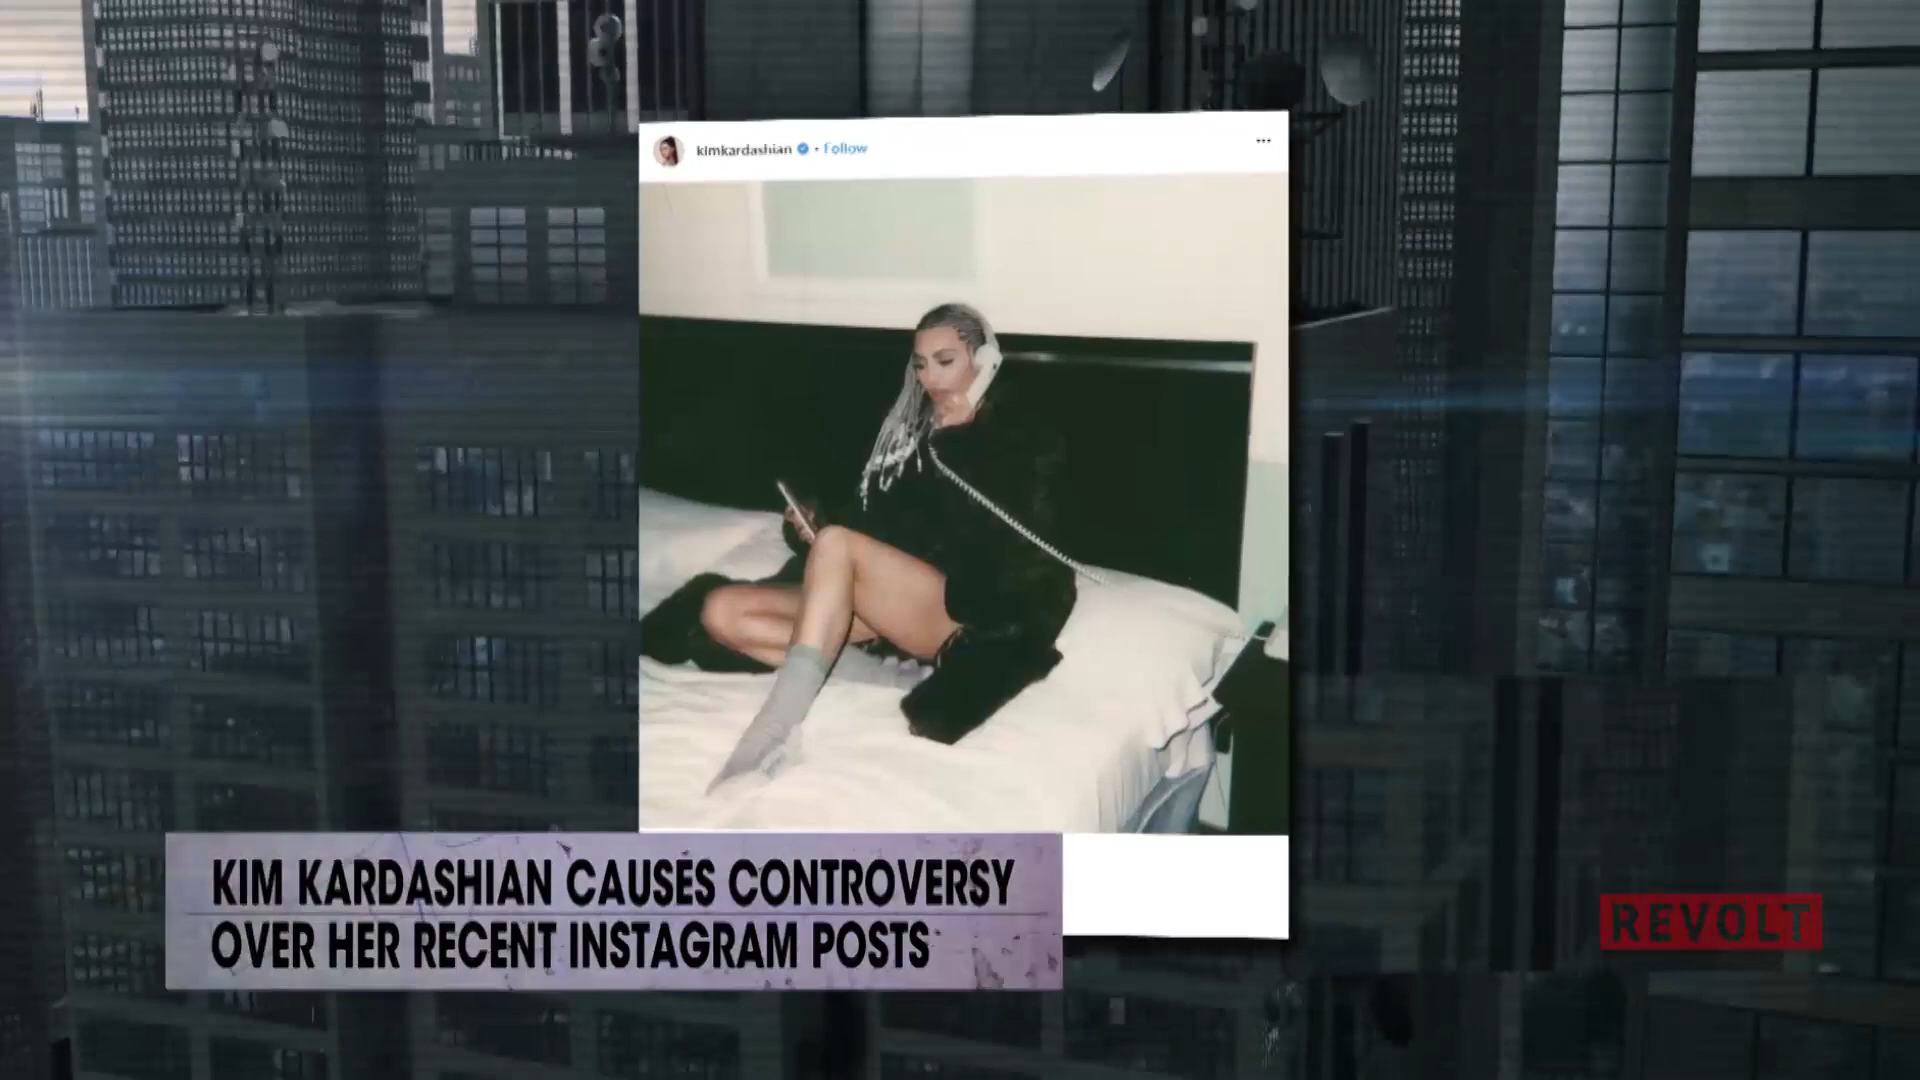 kimkardashian • Follow
KIM KARDASHIAN CAUSES CONTROVERSY
OVER HER RECENT INSTAGRAM POSTS
REVOLT